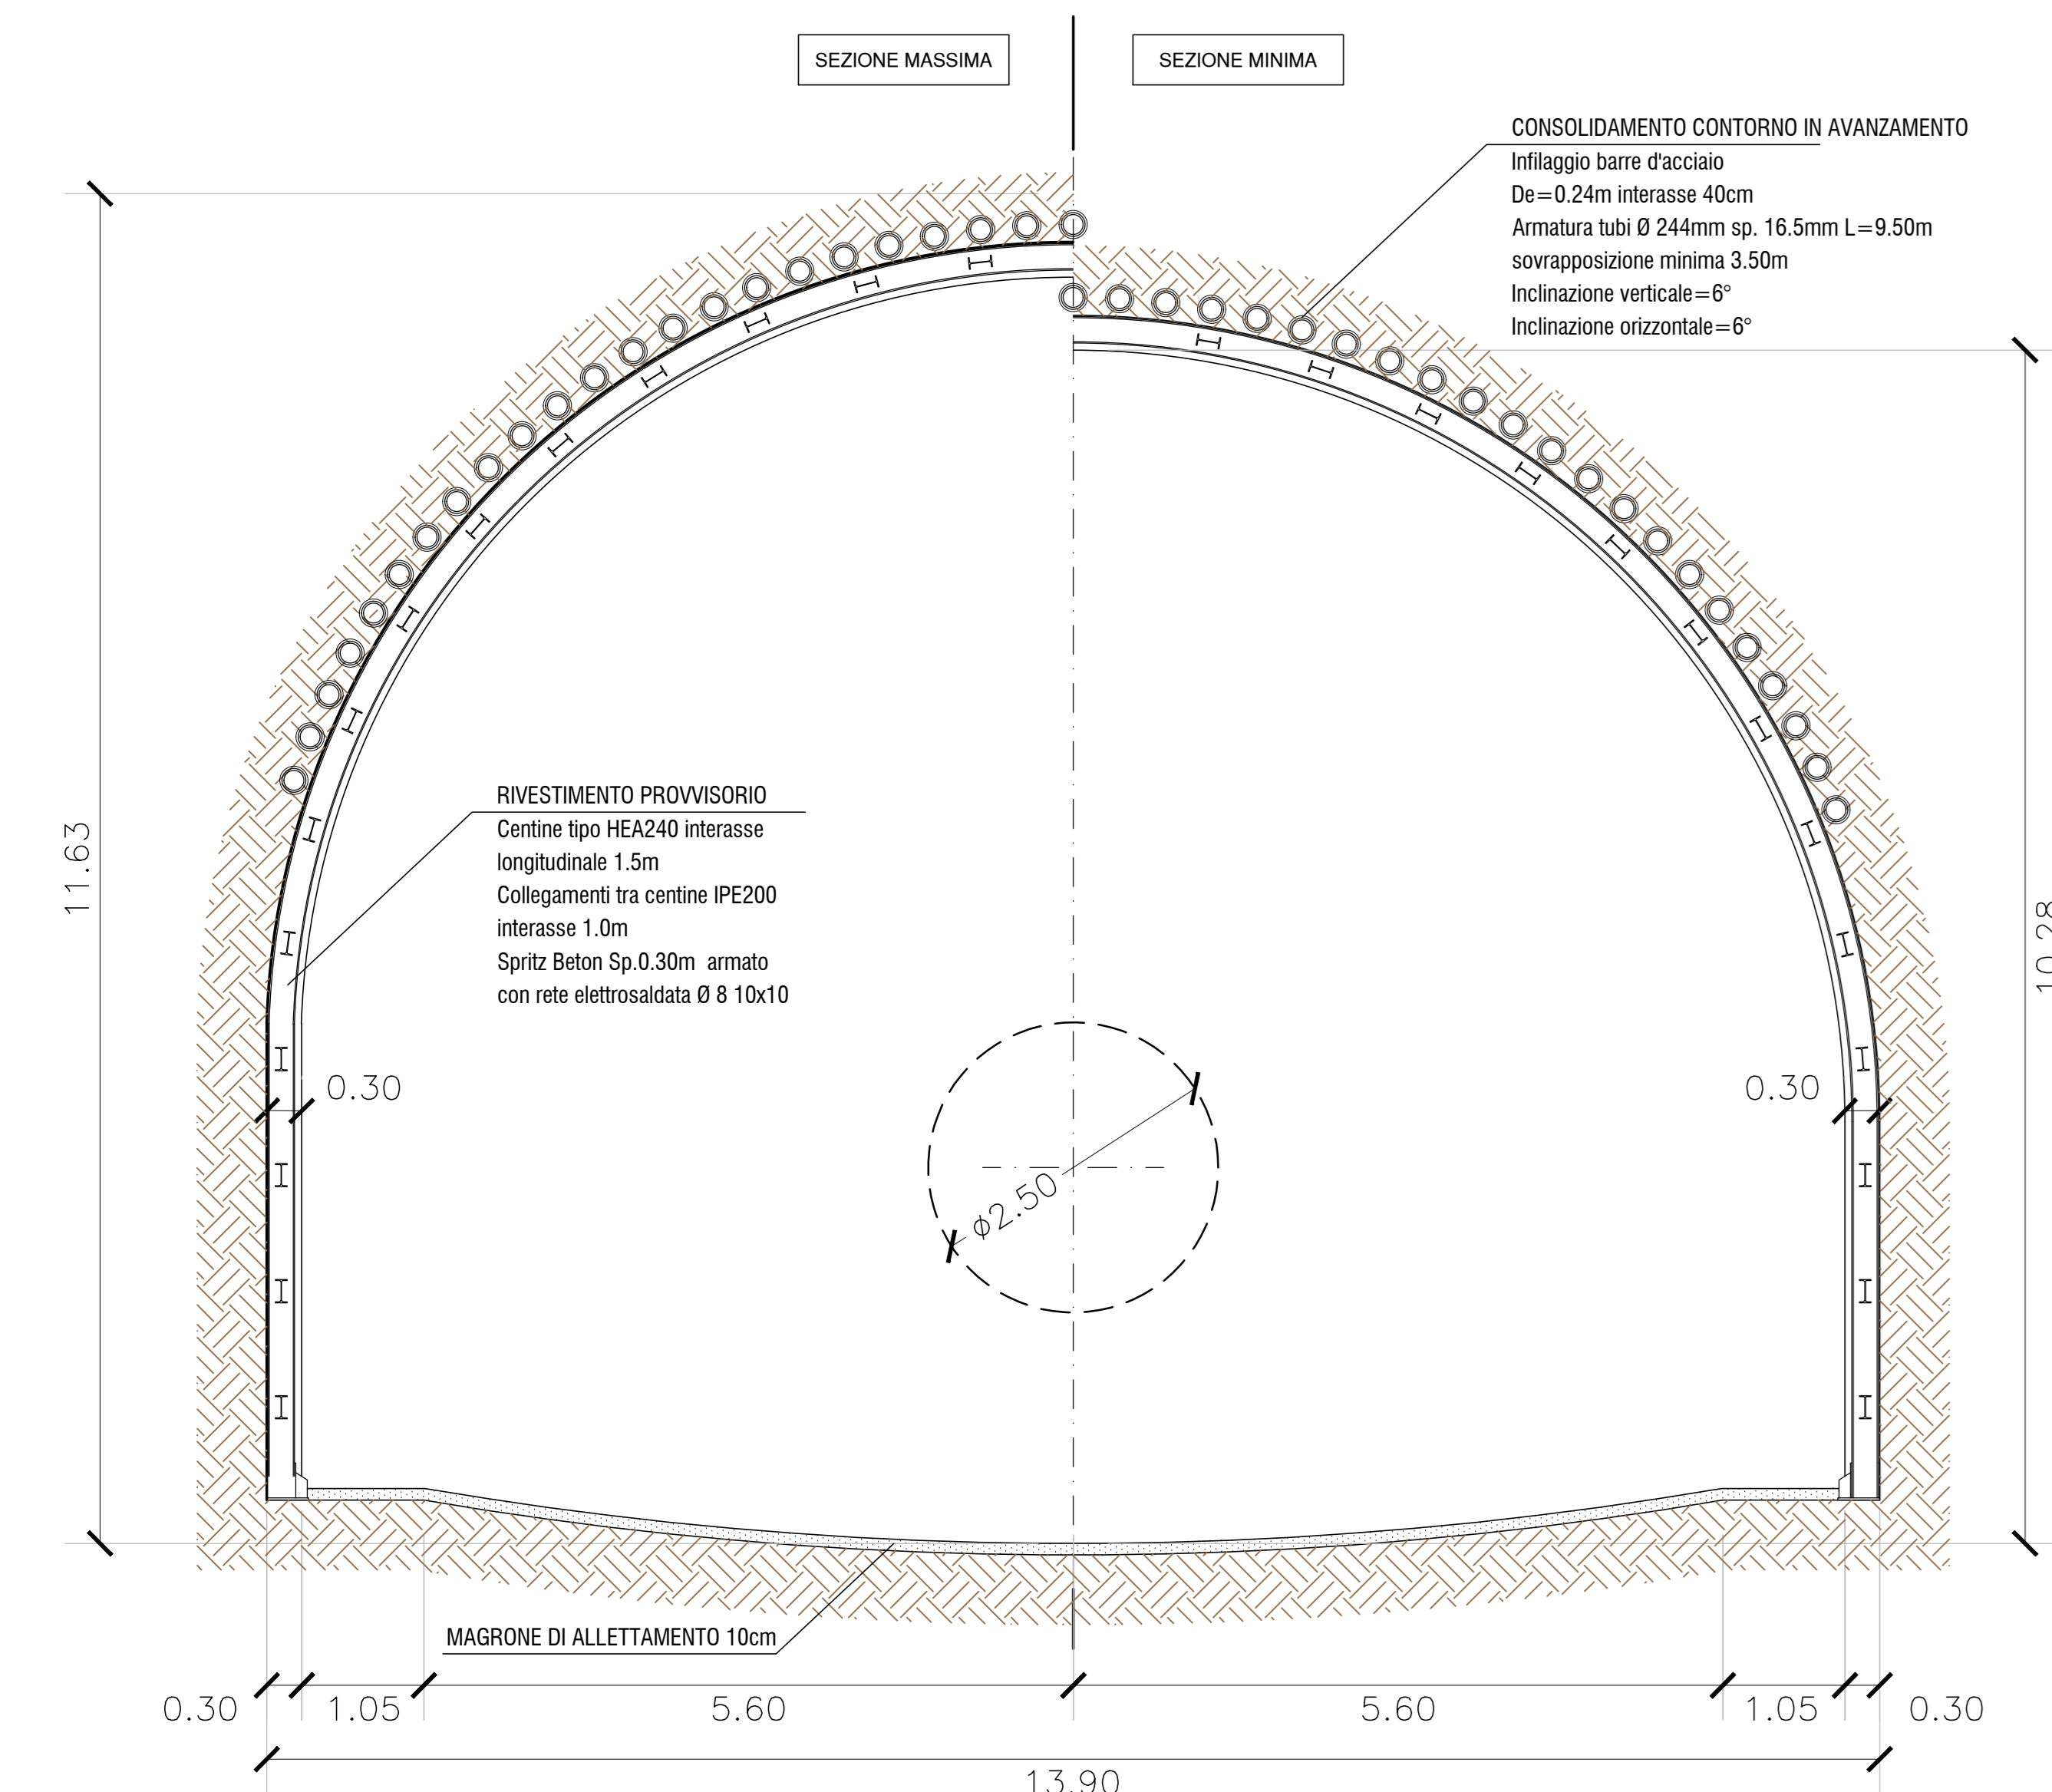 SEZIONE MASSIMA
SEZIONE MINIMA
CONSOLIDAMENTO CONTORNO IN AVANZAMENTO
Infilaggio barre d'acciaio
De=0.24m interasse 40cm
Armatura tubi Ø 244mm sp. 16.5mm L=9.50m
sovrapposizione minima 3.50m
Inclinazione verticale=6°
Inclinazione orizzontale=6°
11.63
10.28
RIVESTIMENTO PROVVISORIO
Centine tipo HEA240 interasse
longitudinale 1.5m
Collegamenti tra centine IPE200
interasse 1.0m
Spritz Beton Sp.0.30m armato
con rete elettrosaldata Ø 8 10x10
0.30
0.30
ø2.50
MAGRONE DI ALLETTAMENTO 10cm
0.30
1.05
5.60
5.60
1.05
0.30
13.90